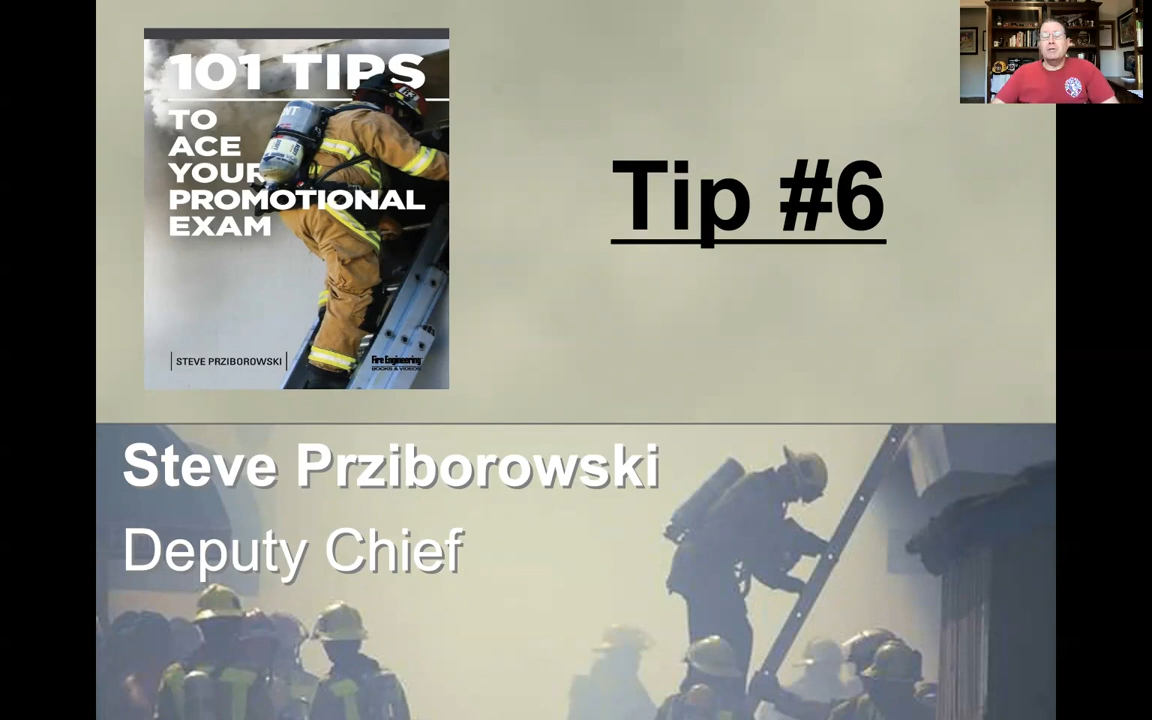 101 TIPS
TO
ACE
YOUR
PROMOTIONAL
EXAM
STEVE PRZIBOROWSKI
Fire Engineering
BOOKS & VIDEOS
Tip #6
Steve Prziborowski
Deputy Chief